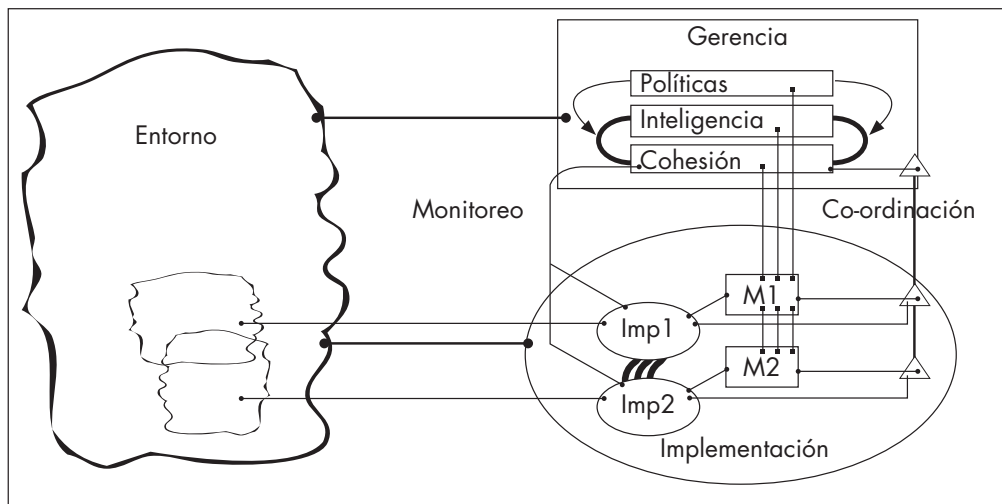 Gerencia
Políticas
Inteligencia
Cohesión
Entorno
Monitoreo
Co-ordinación
M1
Imp1
M2
Imp2
Implementación